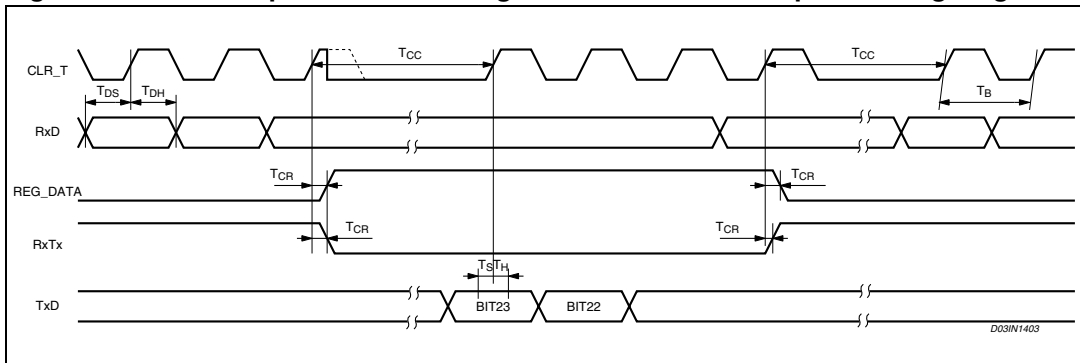 CLR_T
TCC
TCC
TDS
TDH
TB
RxD
TCR
TCR
REG_DATA
TCR
TCR
RxTx
TSTH
TxD
BIT23
BIT22
D03IN1403